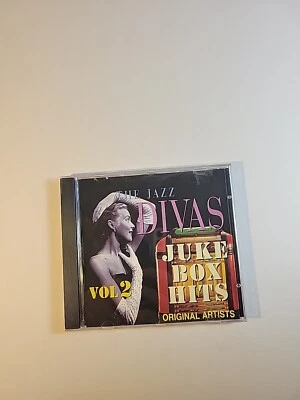 THE JAZZ
DIVAS
JUKE
BOX
HITS
VOL 2
ORIGINAL ARTISTS